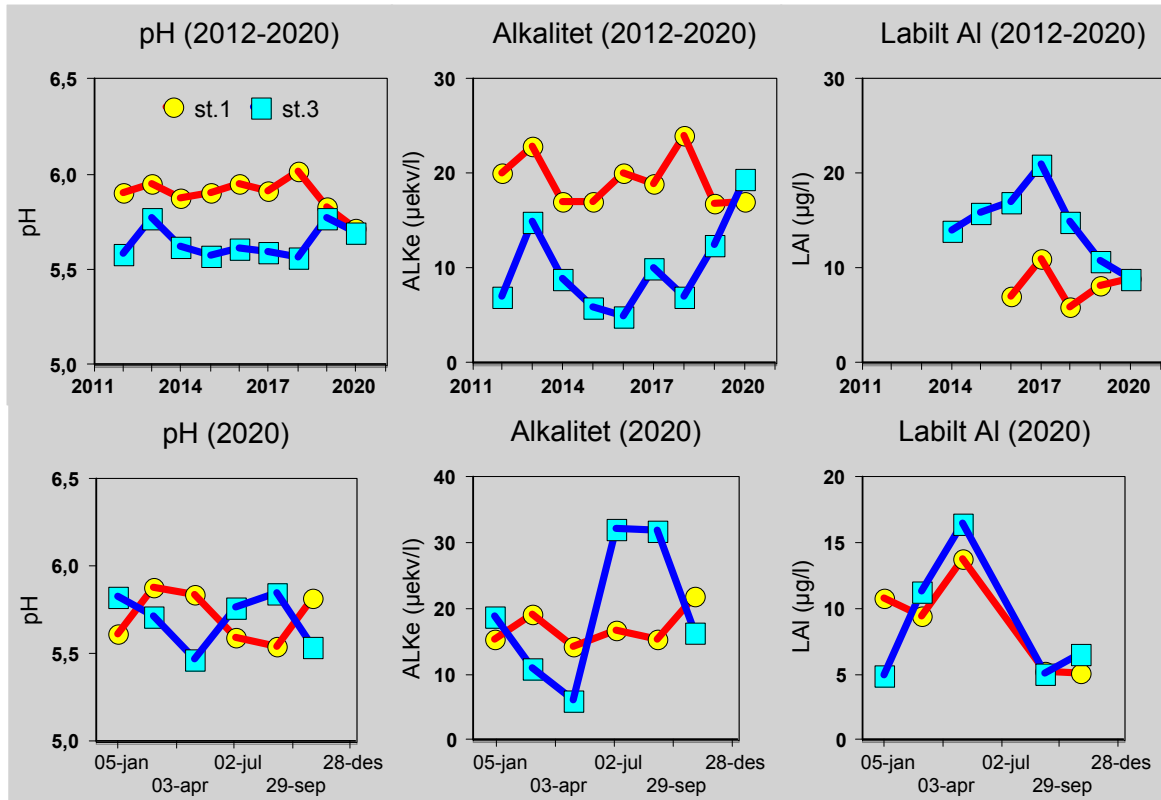 pH (2012-2020)
6,5
6,0
5,5
5,0
pH
st.1
st.3
2011
2014
2017
2020
Alkalitet (2012-2020)
30
20
10
0
ALKe (µekv/l)
2011
2014
2017
2020
Labilt Al (2012-2020)
30
20
10
0
LAl (µg/l)
2011
2014
2017
2020
pH (2020)
6,5
6,0
5,5
5,0
pH
05-jan
02-jul
28-des
03-apr
29-sep
Alkalitet (2020)
40
30
20
10
0
ALKe (µekv/l)
05-jan
02-jul
28-des
03-apr
29-sep
Labilt Al (2020)
20
15
10
5
0
LAl (µg/l)
05-jan
02-jul
28-des
03-apr
29-sep